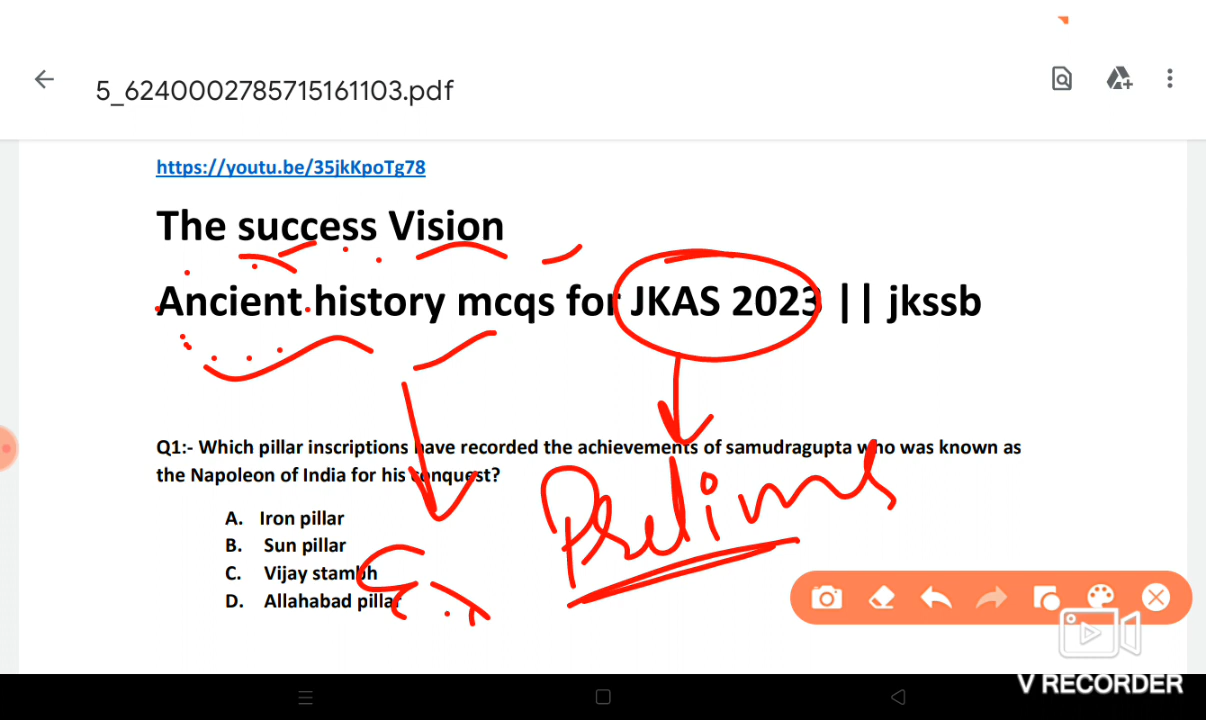 5_6240002785715161103.pdf
https://youtu.be/35jkKpoTg78
The success Vision
Ancient history mcqs for JKAS 2023 || jkssb
Q1:- Which pillar inscriptions have recorded the achievements of samudragupta who was known as
the Napoleon of India for his conquest?
A. Iron pillar
B. Sun pillar
C. Vijay stambh
D. Allahabad pillar
Prelims
V RECORDER